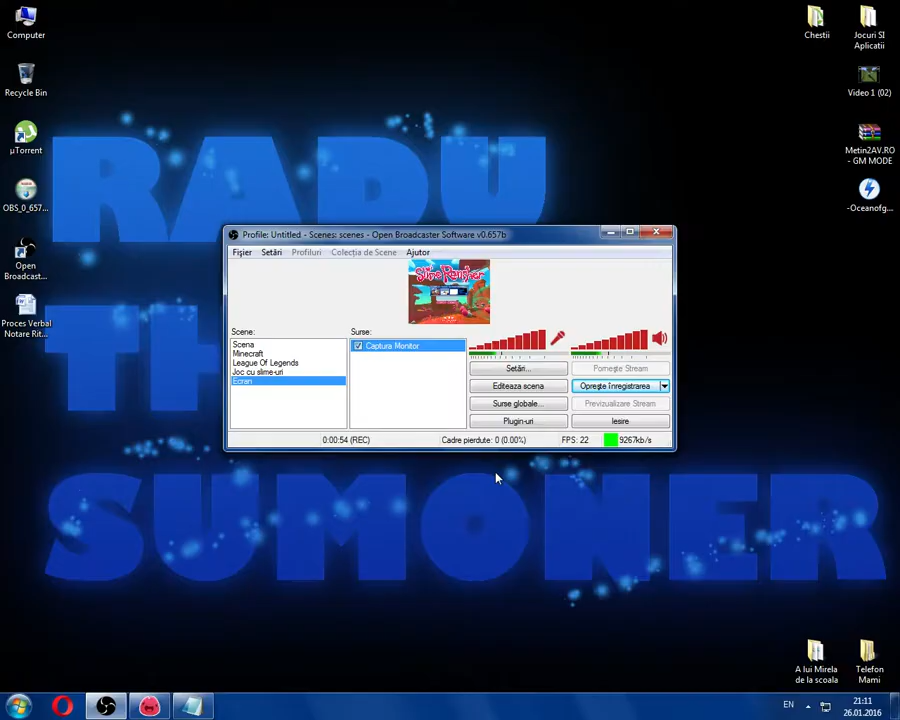 Computer
Chestii
Jocuri SI
Aplicatii
Recycle Bin
Video 1 (02)
µTorrent
Metin2AV.RO
- GM MODE
OBS_0_657...
-Oceanofg...
Open
Broadcast...
Proces Verbal
Notare Rit...
RADU
THE
SUMONER
Profile: Untitled - Scenes: scenes - Open Broadcaster Software v0.657b
Fişier Setări Profiluri Colecţia de Scene Ajutor
Slime Rancher
Scene:
Surse:
Scena
Minecraft
League Of Legends
Joc cu slime-uri
Ecran
Captura Monitor
Setări...
Porneşte Stream
Editeaza scena
Opreşte înregistrarea
Surse globale...
Previzualizare Stream
Plugin-uri
Iesire
0:00:54 (REC)
Cadre pierdute: 0 (0.00%)
FPS: 22
9267kb/s
A lui Mirela
de la scoala
Telefon
Mami
EN
21:11
26.01.2016